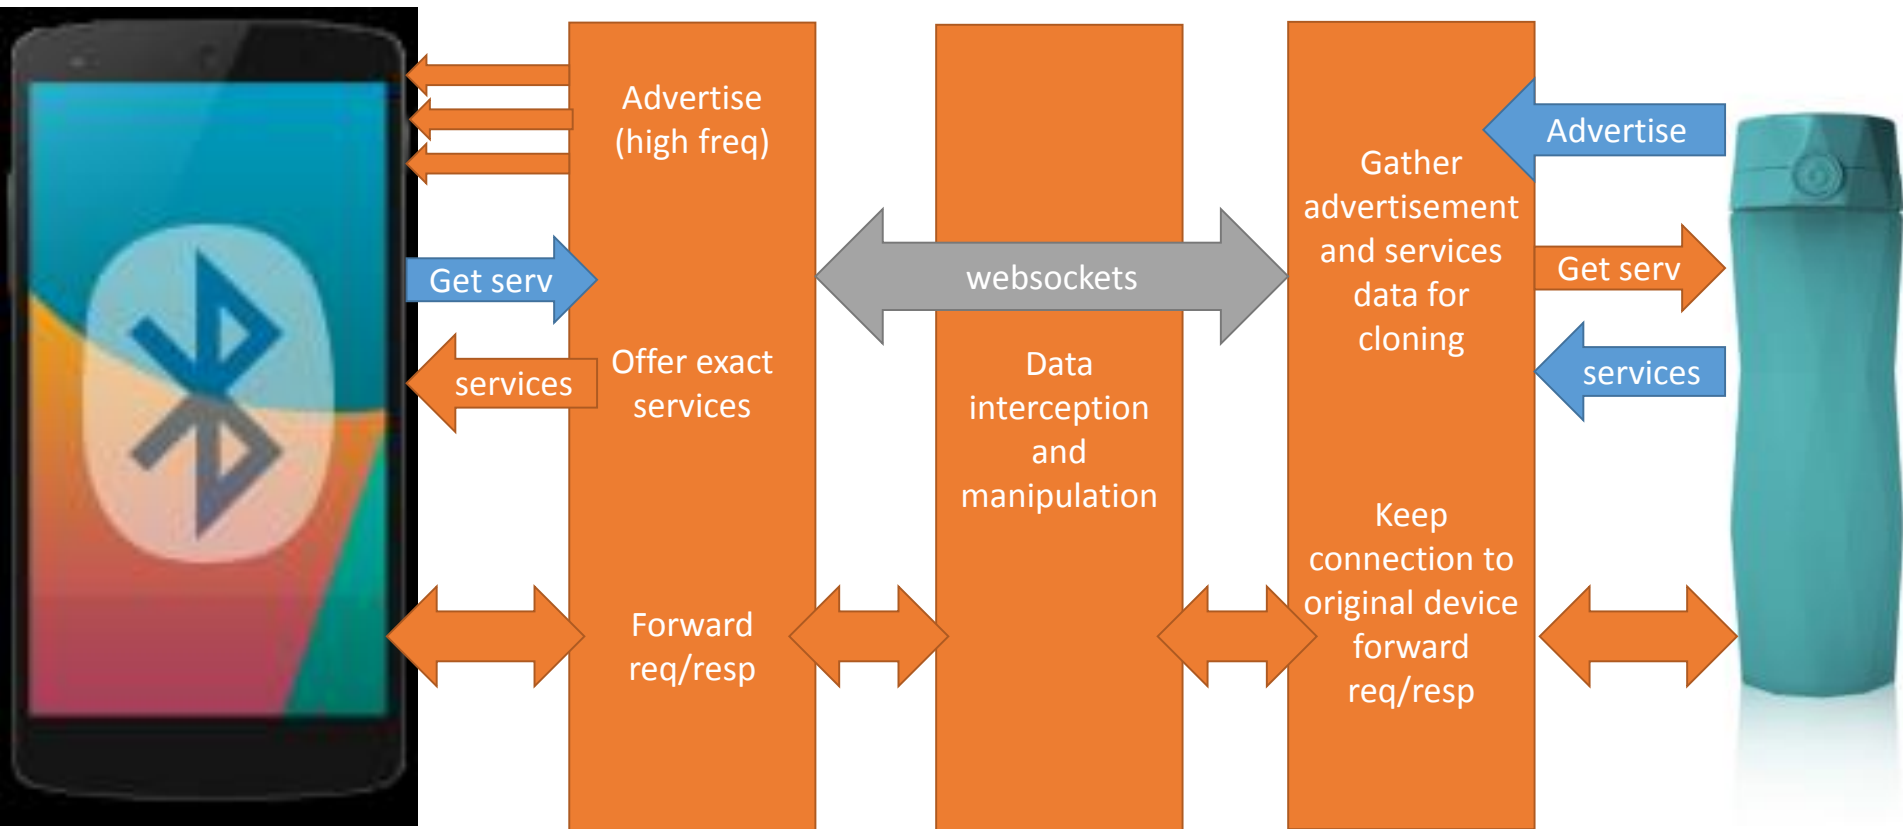 Advertise
(high freq)
Get serv
services
Offer exact
services
Forward
req/resp
websockets
Data
interception
and
manipulation
Gather
advertisement
and services
data for
cloning
Keep
connection to
original device
forward
req/resp
Advertise
Get serv
services